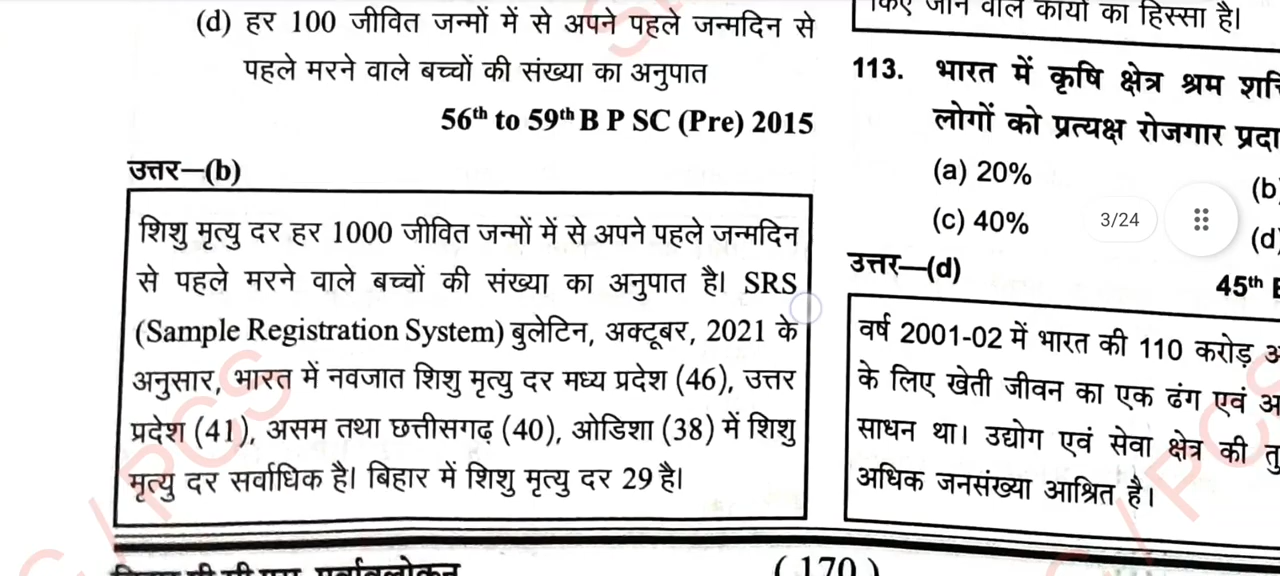 (d) हर 100 जीवित जन्मों में से अपने पहले जन्मदिन से
पहले मरने वाले बच्चों की संख्या का अनुपात
56th to 59th B P SC (Pre) 2015
उत्तर—(b)
शिशु मृत्यु दर हर 1000 जीवित जन्मों में से अपने पहले जन्मदिन
से पहले मरने वाले बच्चों की संख्या का अनुपात है। SRS
(Sample Registration System) बुलेटिन, अक्टूबर, 2021 के
अनुसार, भारत में नवजात शिशु मृत्यु दर मध्य प्रदेश (46), उत्तर
प्रदेश (41), असम तथा छत्तीसगढ़ (40), ओडिशा (38) में शिशु
मृत्यु दर सर्वाधिक है। बिहार में शिशु मृत्यु दर 29 है।
किए जाने वाले कार्यों का हिस्सा है।
113. भारत में कृषि क्षेत्र श्रम
लोगों को प्रत्यक्ष रोजगार
(a) 20%
(b)
(c) 40%
(d)
उत्तर—(d)
45th
वर्ष 2001-02 में भारत की 110 करोड़
के लिए खेती जीवन का एक ढंग एवं
साधन था। उद्योग एवं सेवा क्षेत्र की
अधिक जनसंख्या आश्रित है।
3/24
(170)
PCS
PCS